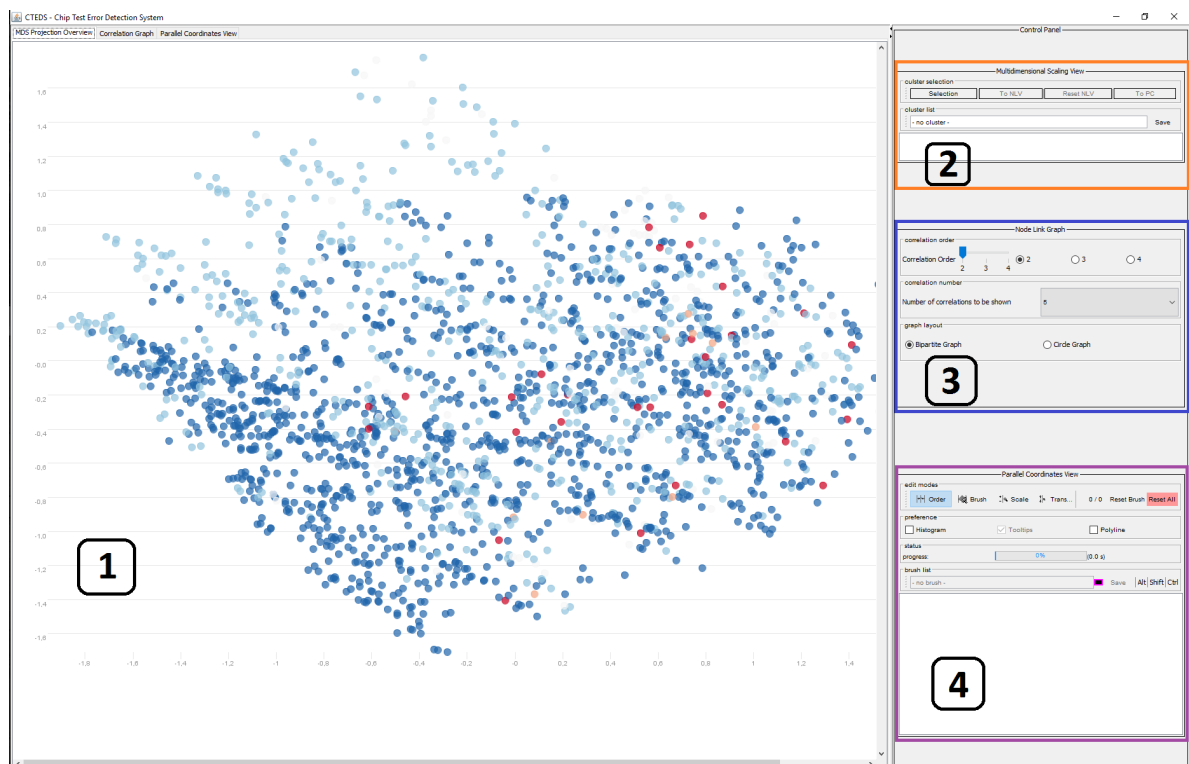 CTEDS - Chip Test Error Detection System
MDS Projection Overview Correlation Graph Parallel Coordinates View
1,6
1,4
1,2
1,0
0,8
0,6
0,4
0,2
-0,0
-0,2
-0,4
-0,6
-0,8
-1,0
-1,2
-1,4
-1,6
-1,8 -1,6 -1,4 -1,2 -1,0 -0,8 -0,6 -0,4 -0,2 -0 0,2 0,4 0,6 0,8 1,0 1,2 1,4
1
Control Panel
Multidimensional Scaling View
culster selection
Selection To NLV Reset NLV To PC
cluster list
- no cluster - Save
2
Node Link Graph
correlation order
Correlation Order 2 3 4 2 3 4
correlation number
Number of correlations to be shown
graph layout
Bipartite Graph Circle Graph
3
Parallel Coordinates View
edit modes
Order Brush Scale Trans... 0 / 0 Reset Brush Reset All
preference
Histogram Tooltips Polyline
status
progress: 0% (0.0 s)
brush list
- no brush - Save Alt Shift Ctrl
4